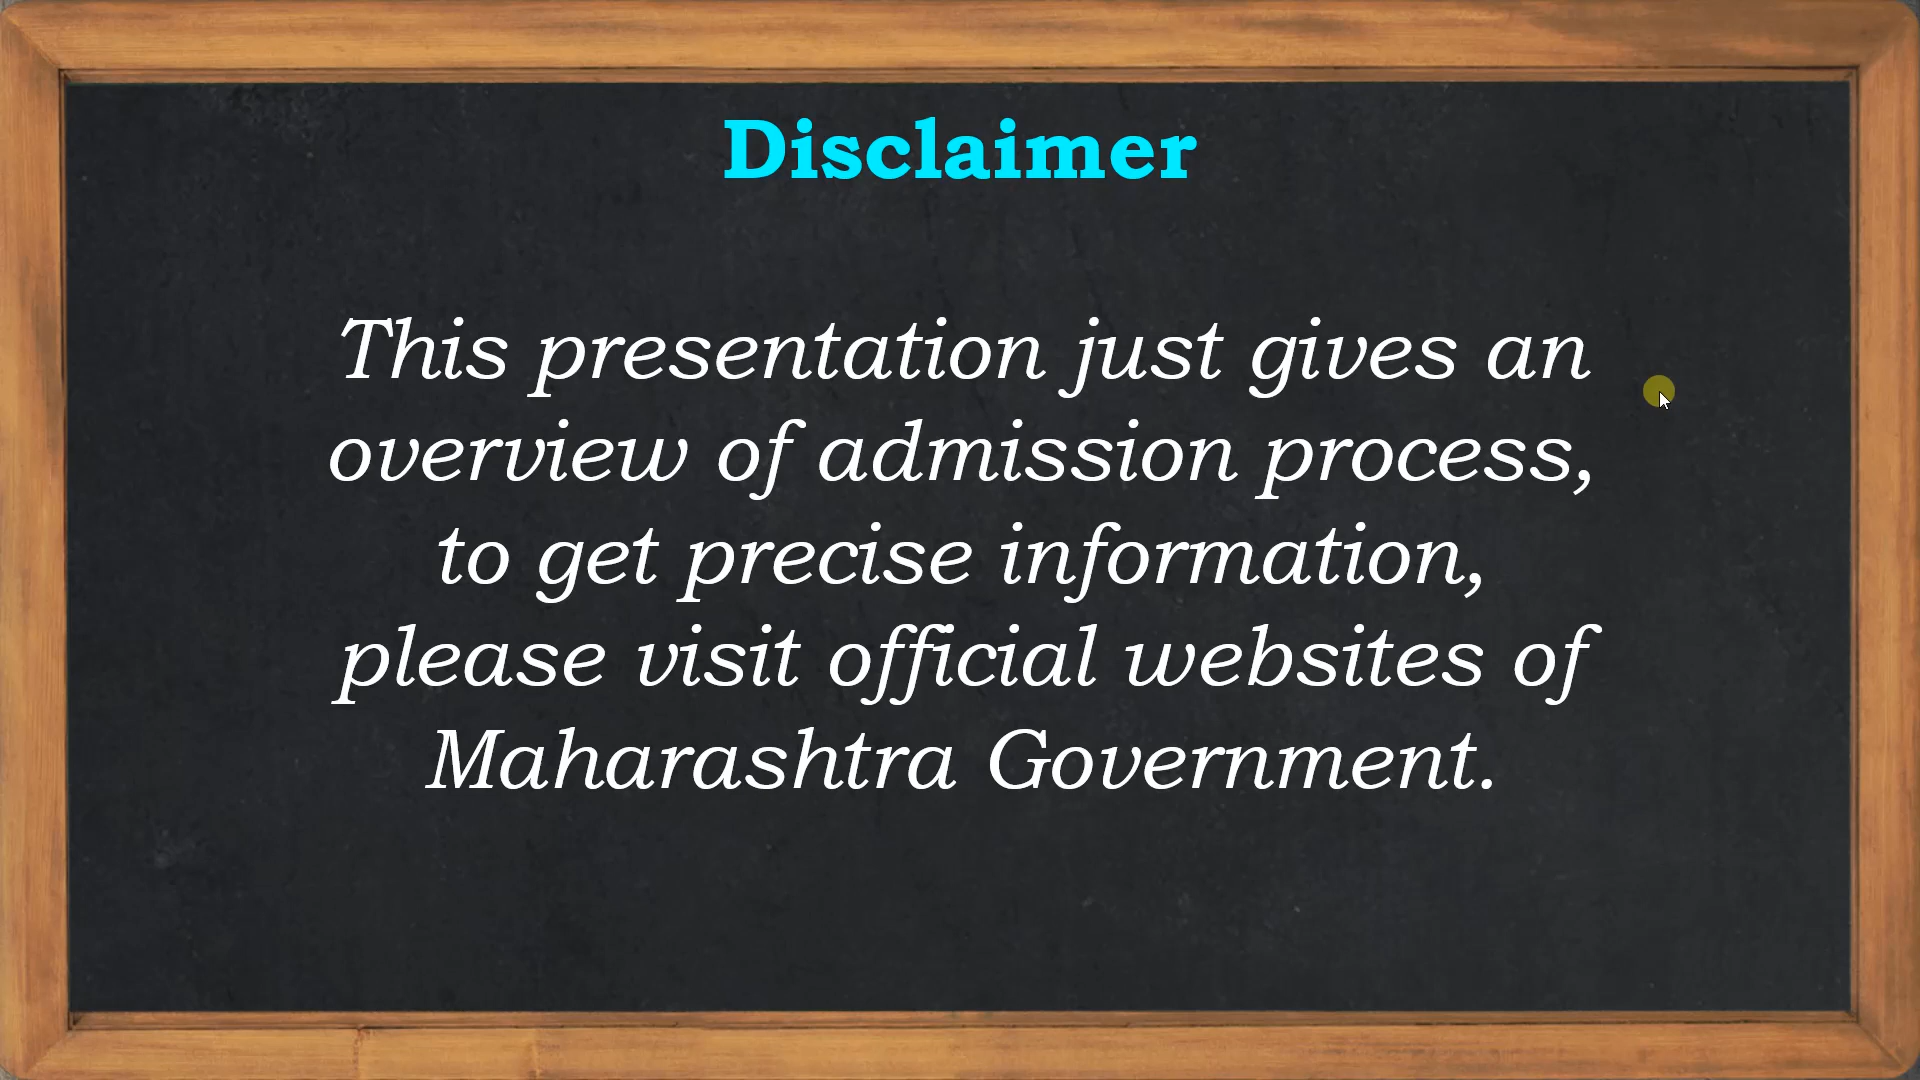 Disclaimer
This presentation just gives an
overview of admission process,
to get precise information,
please visit official websites of
Maharashtra Government.